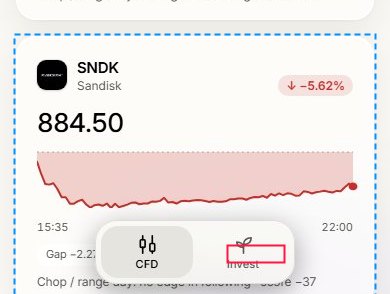 SNDK
Sandisk
↓ −5.62%
884.50
15:35 22:00
Gap −2.27
CFD
Invest
Chop / range day: no edge in following score −37